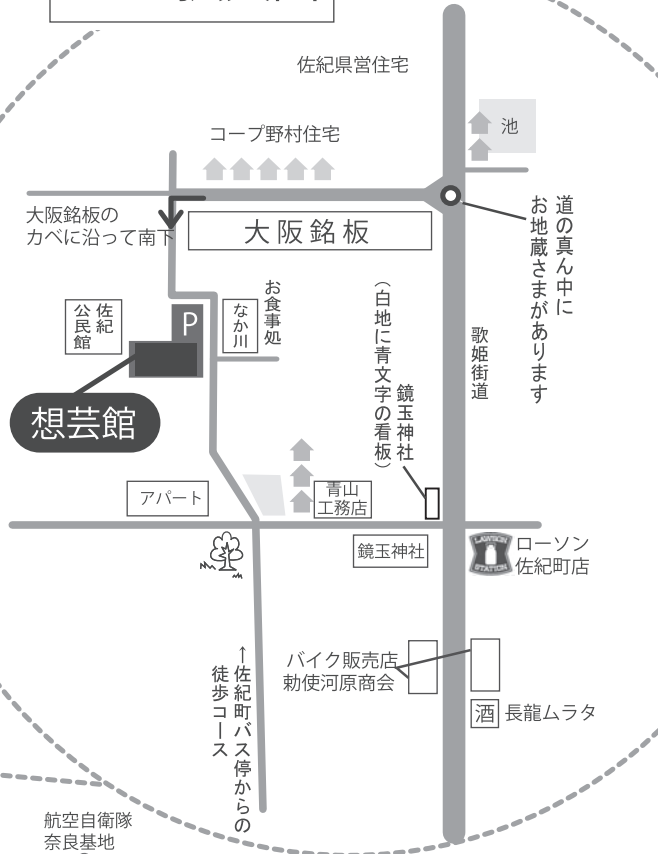 佐紀県営住宅
コープ野村住宅
池
大阪銘板の
カベに沿って南下
大阪銘板
道の真ん中に
お地蔵さまがあります
お食事処
なか川
佐紀
公民館
P
想芸館
歌姫街道
鏡玉神社
(白地に青文字の看板)
アパート
青山
工務店
鏡玉神社
LAWSON
STATION
ローソン
佐紀町店
バイク販売店
勅使河原商会
酒
長龍ムラタ
←佐紀町バス停からの
徒歩コース
航空自衛隊
奈良基地